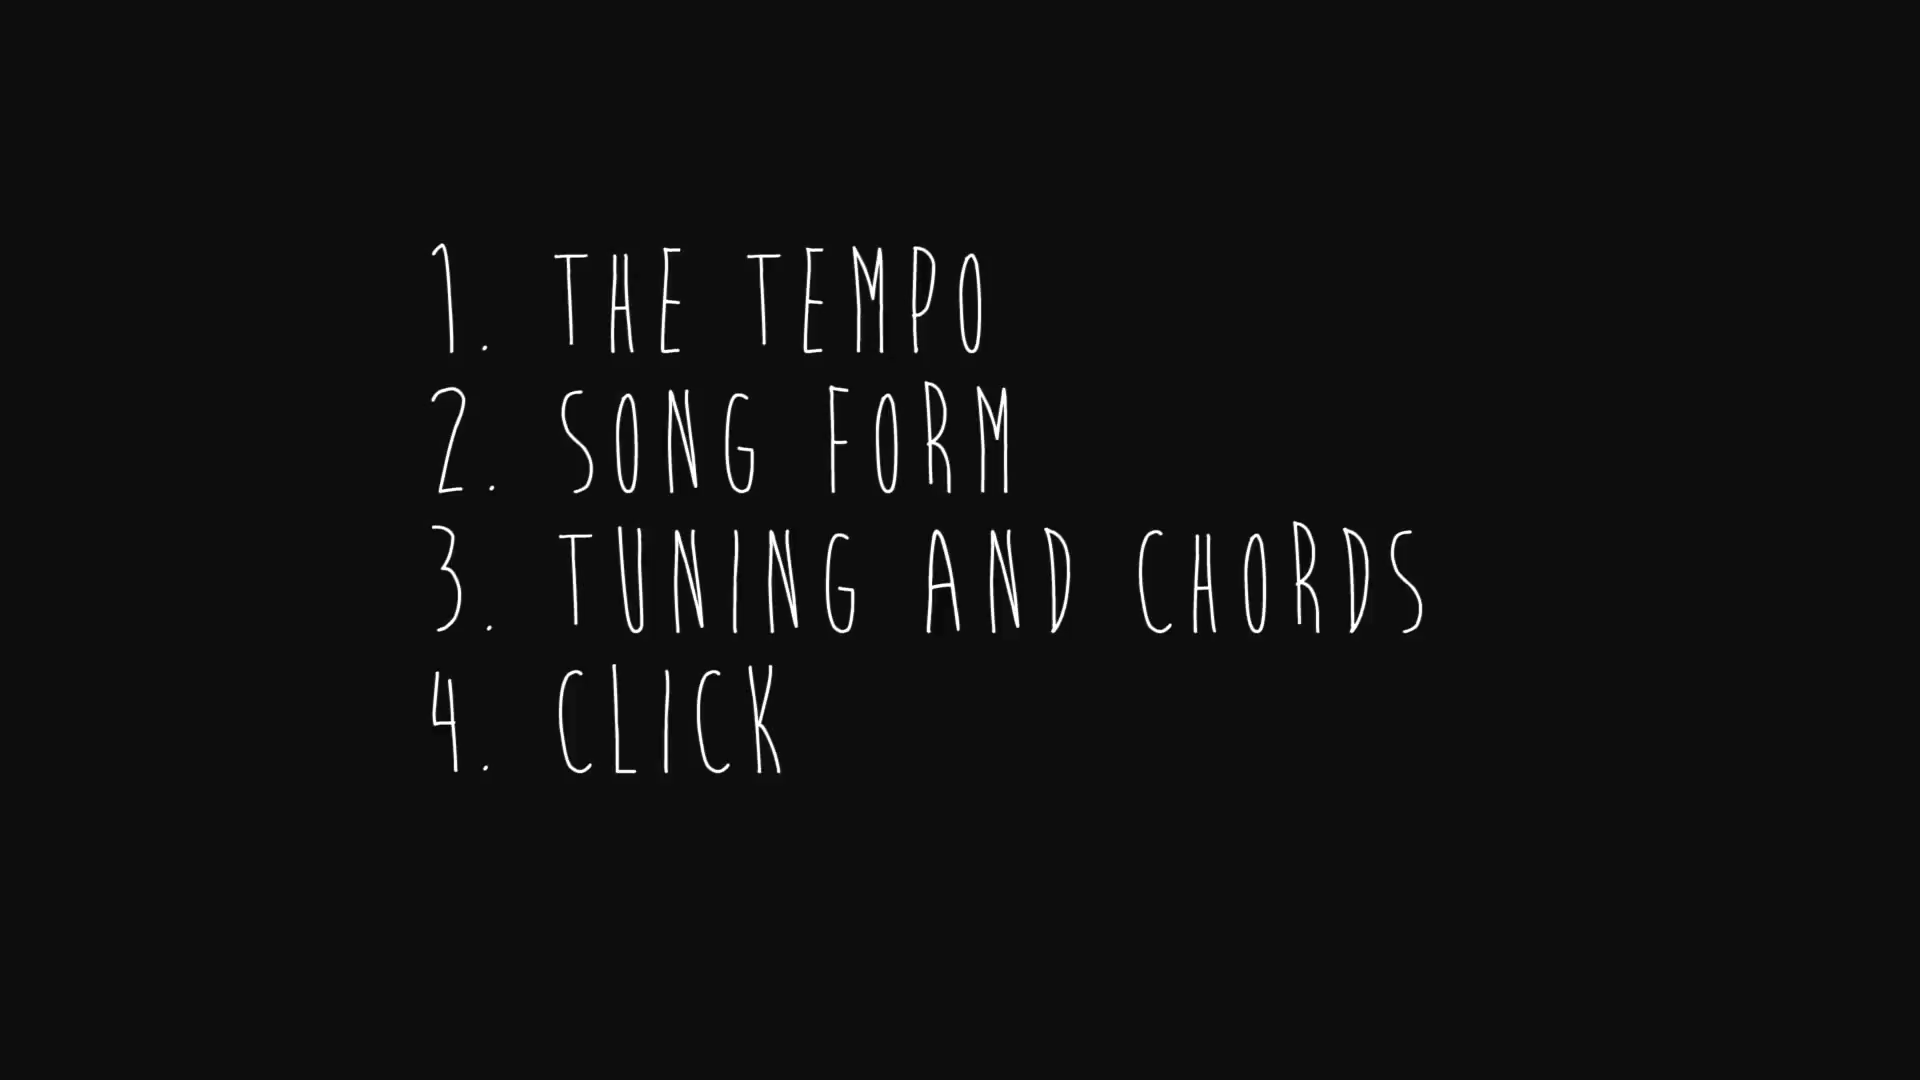 1. THE TEMPO
2. SONG FORM
3. TUNING AND CHORDS
4. CLICK